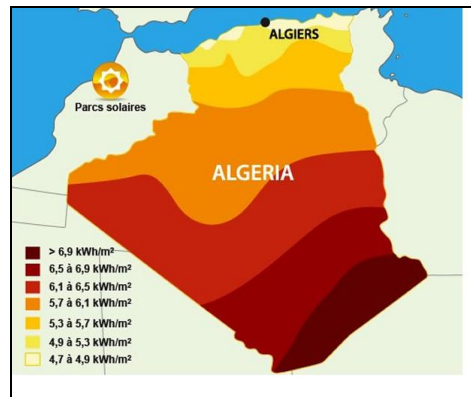 ALGIERS
Parcs solaires
ALGERIA
> 6,9 kWh/m²
6,5 à 6,9 kWh/m²
6,1 à 6,5 kWh/m²
5,7 à 6,1 kWh/m²
5,3 à 5,7 kWh/m²
4,9 à 5,3 kWh/m²
4,7 à 4,9 kWh/m²